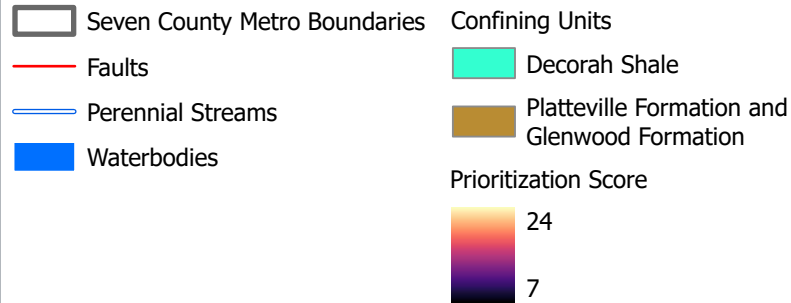 Seven County Metro Boundaries
Faults
Perennial Streams
Waterbodies
Confining Units
Decorah Shale
Platteville Formation and
Glenwood Formation
Prioritization Score
24
7